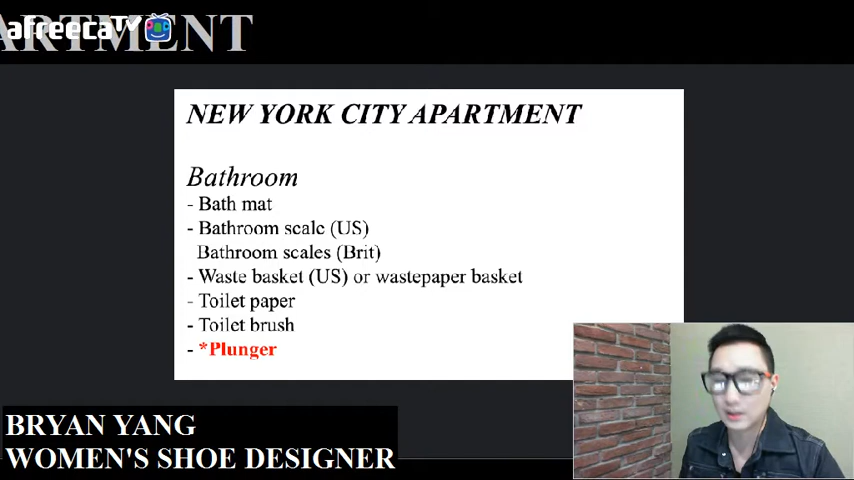 afreecaTV
ARTMENT
NEW YORK CITY APARTMENT
Bathroom
- Bath mat
- Bathroom scale (US)
Bathroom scales (Brit)
- Waste basket (US) or wastepaper basket
- Toilet paper
- Toilet brush
- *Plunger
BRYAN YANG
WOMEN'S SHOE DESIGNER